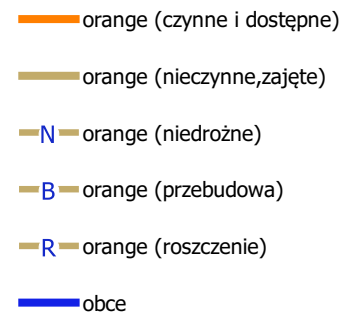 orange (czynne i dostępne)
orange (nieczynne,zajęte)
N orange (niedrożne)
B orange (przebudowa)
R orange (roszczenie)
obce